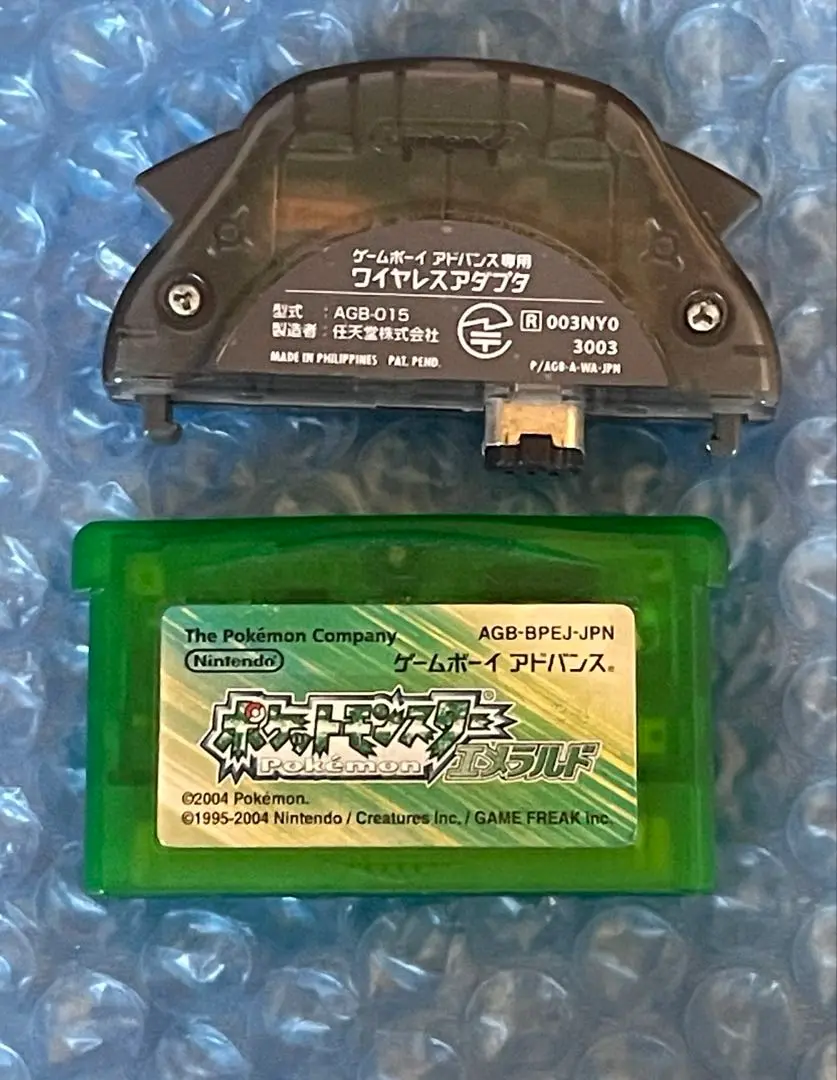 ゲームボーイ アドバンス専用
ワイヤレスアダプタ
型式 : AGB-015
製造者 : 任天堂株式会社
R 003NY0
3003
MADE IN PHILIPPINES PAT. PEND.
P/AGB-A-WA-JPN
The Pokémon Company
AGB-BPEJ-JPN
Nintendo®
ゲームボーイ アドバンス®
ポケットモンスター
Pokémon
エメラルド
©2004 Pokémon.
©1995-2004 Nintendo / Creatures Inc. / GAME FREAK inc.